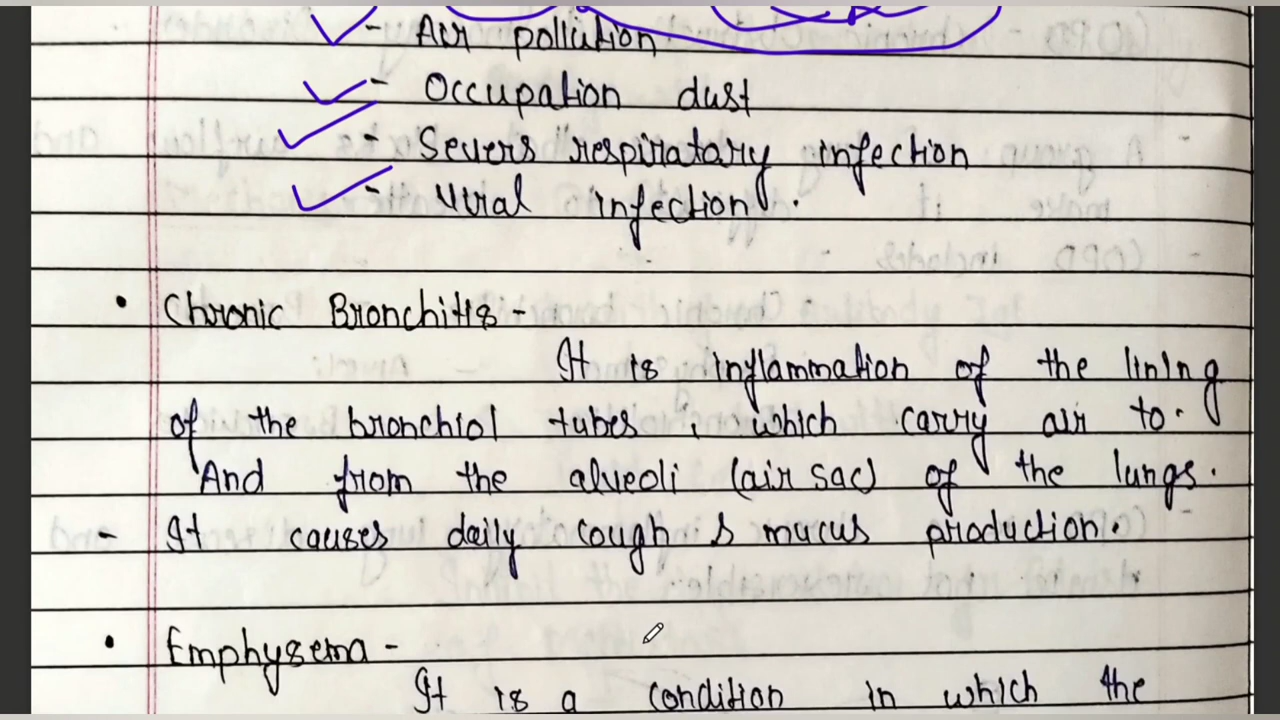 - Air pollution
- Occupation dust
- Severs respiratary infection
- Viral infection.
• Chronic Bronchitis -
It is inflammation of the lining
of the bronchiol tubes, which carry air to.
And from the alveoli (air sac) of the lungs.
- It causes daily cough & mucus production.
• Emphysema -
It is a condition in which the